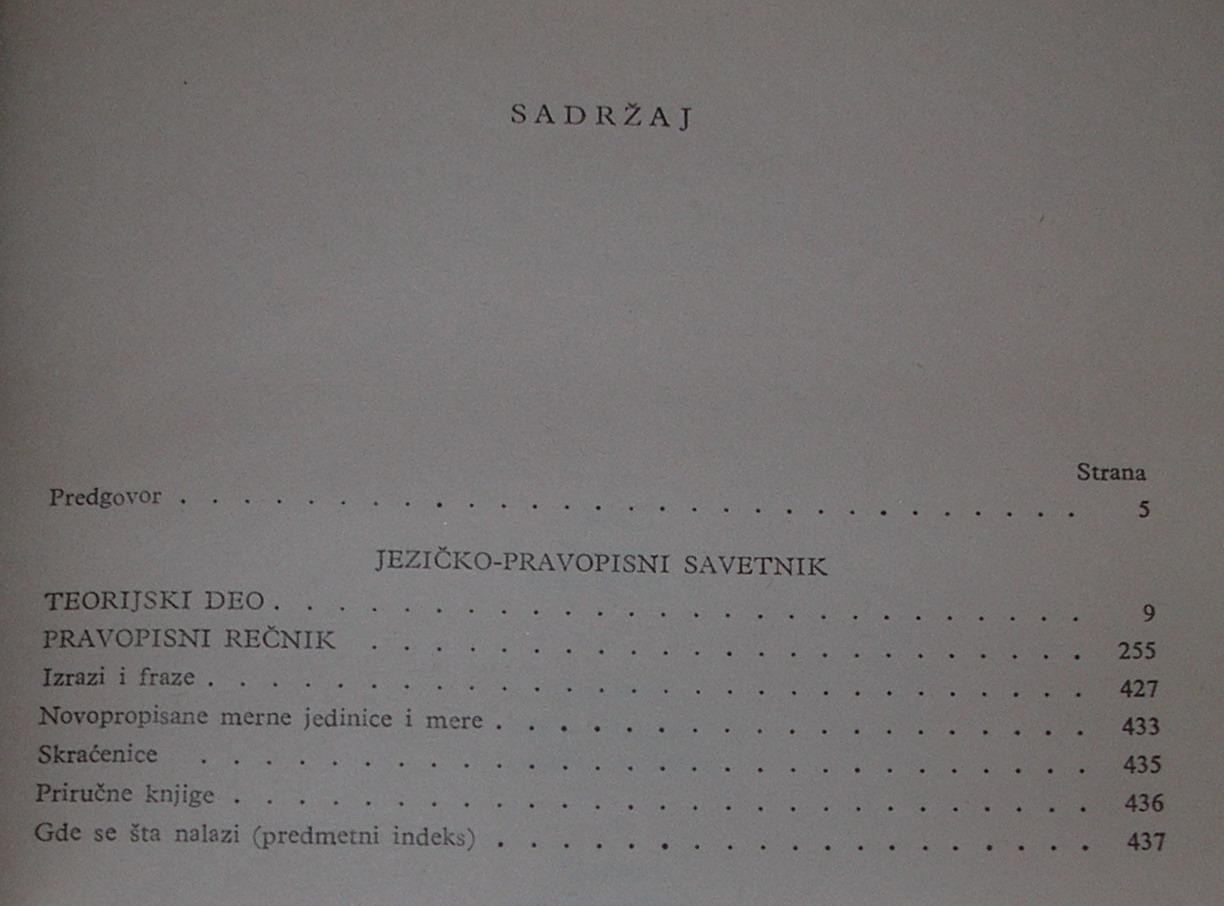 SADRŽAJ
Strana
Predgovor . . . . . . . . . . . . . . . . . . . . . . . . . . . . . 5
JEZIČKO-PRAVOPISNI SAVETNIK
TEORIJSKI DEO . . . . . . . . . . . . . . . . . . . . . . . . . . 9
PRAVOPISNI REČNIK . . . . . . . . . . . . . . . . . . . . . . . 255
Izrazi i fraze . . . . . . . . . . . . . . . . . . . . . . . . . . . . 427
Novopropisane merne jedinice i mere . . . . . . . . . . . . . . . . . . . 433
Skraćenice . . . . . . . . . . . . . . . . . . . . . . . . . . . . 435
Priručne knjige . . . . . . . . . . . . . . . . . . . . . . . . . . . 436
Gde se šta nalazi (predmetni indeks) . . . . . . . . . . . . . . . . . . . 437